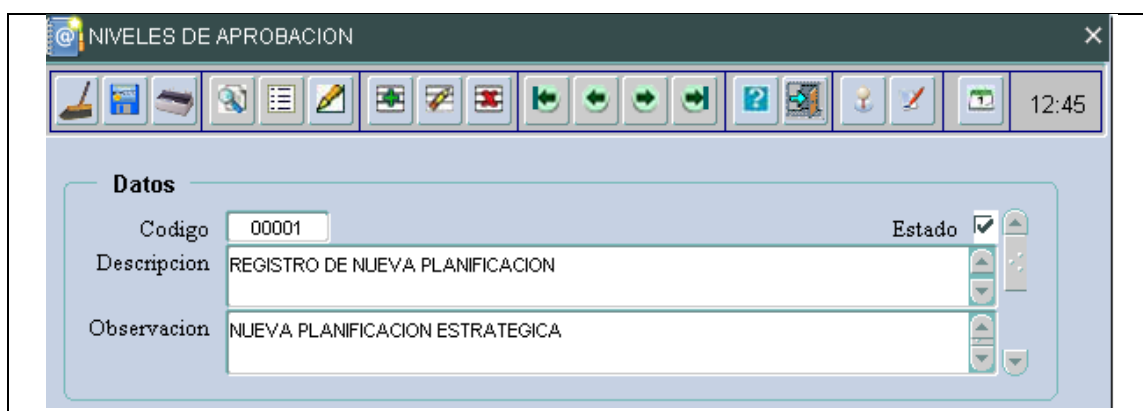 NIVELES DE APROBACION
12:45
Datos
Codigo 00001 Estado
Descripcion REGISTRO DE NUEVA PLANIFICACION
Observacion NUEVA PLANIFICACION ESTRATEGICA